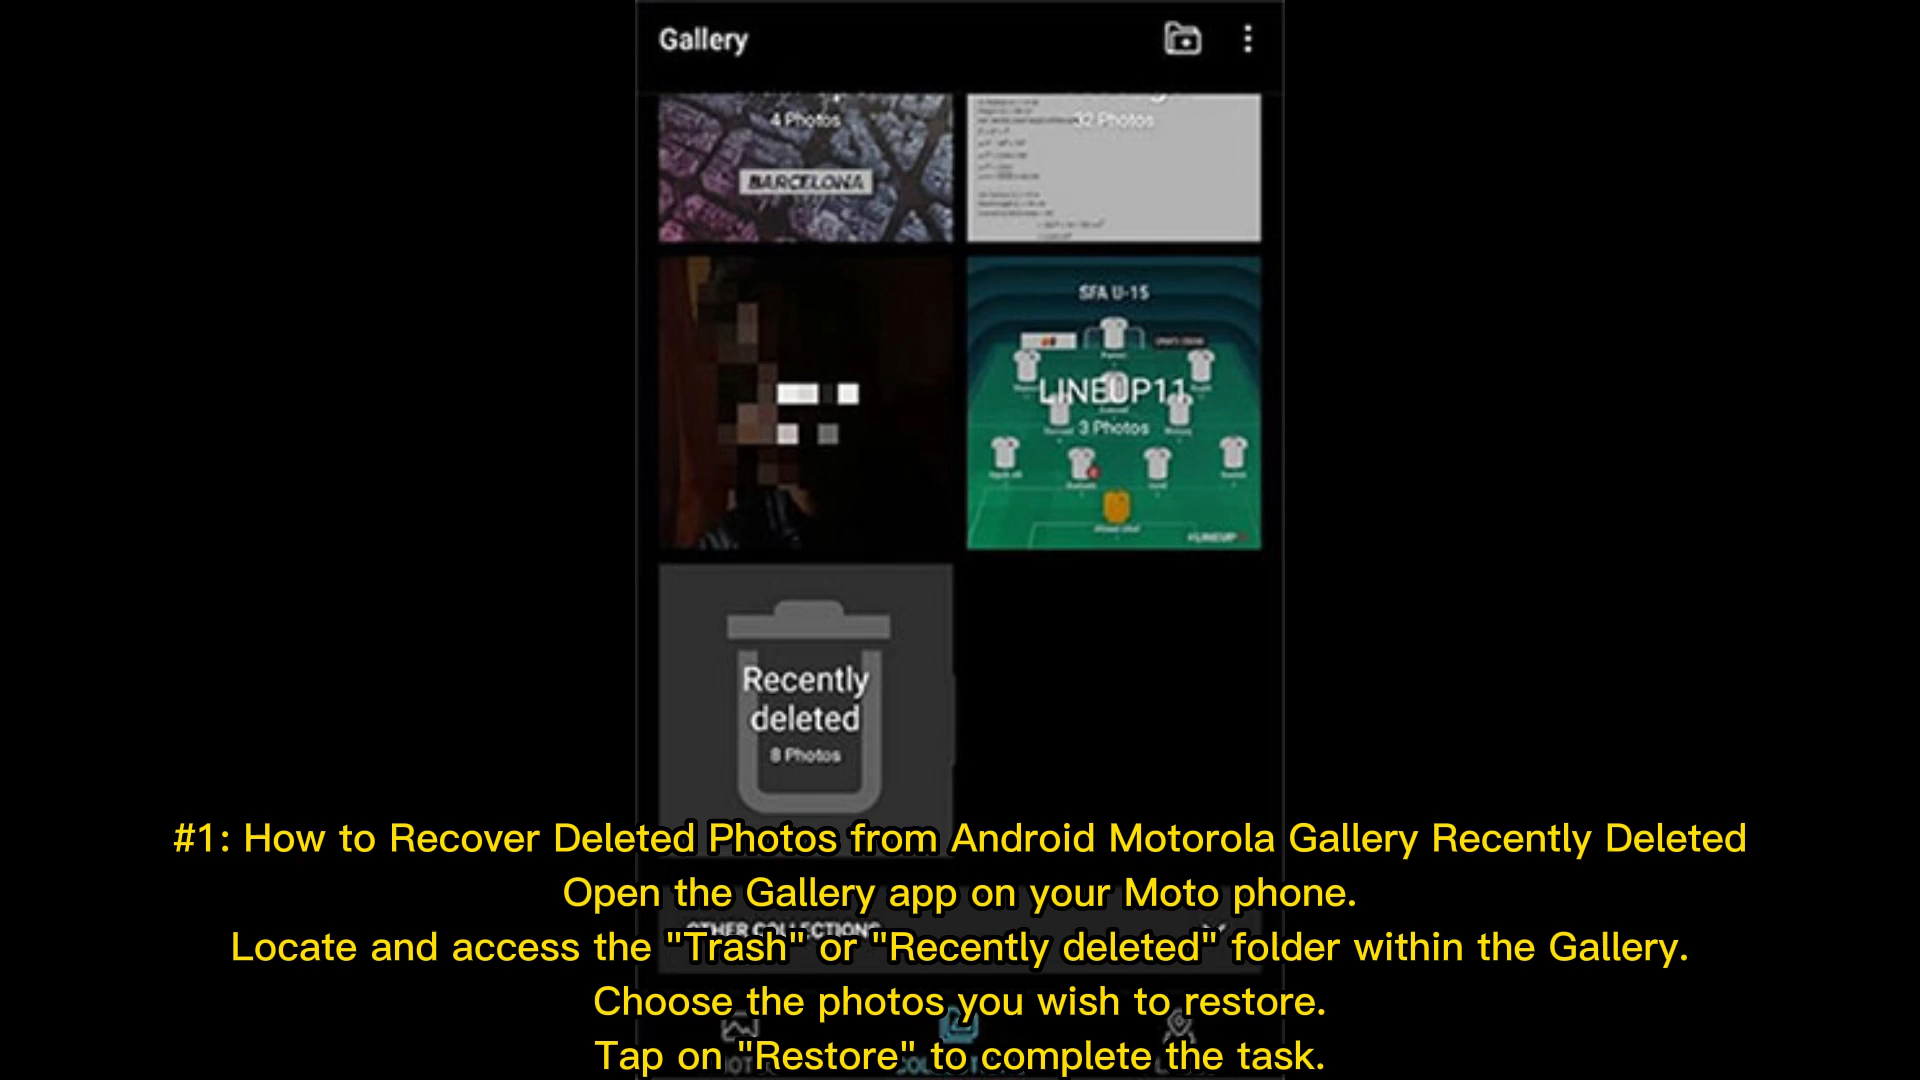 Gallery
4 Photos
32 Photos
BARCELONA
SFA U-15
LINEUP11
3 Photos
Recently
deleted
8 Photos
OTHER COLLECTIONS
#1: How to Recover Deleted Photos from Android Motorola Gallery Recently Deleted
Open the Gallery app on your Moto phone.
Locate and access the "Trash" or "Recently deleted" folder within the Gallery.
Choose the photos you wish to restore.
Tap on "Restore" to complete the task.